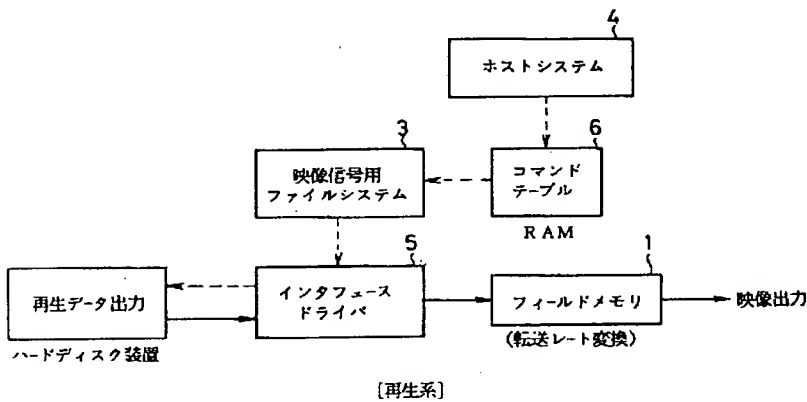 4
ホストシステム
6
コマンド
テーブル
RAM
3
映像信号用
ファイルシステム
5
インタフェース
ドライバ
1
フィールドメモリ
(転送レート変換)
映像出力
再生データ出力
ハードディスク装置
[再生系]